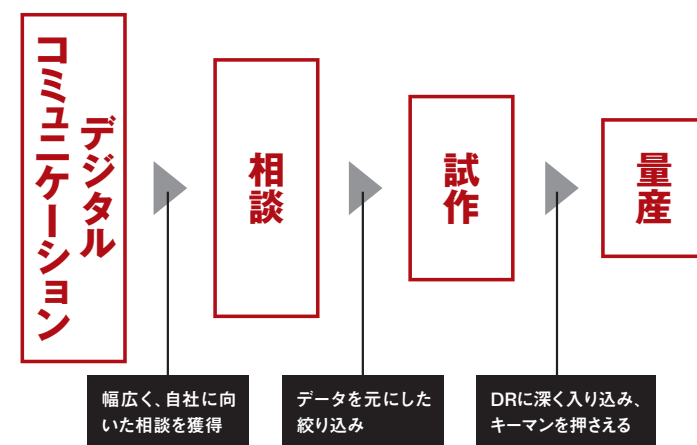 デジタル
コミュニケーション
相談
試作
量産
幅広く、自社に向
いた相談を獲得
データを元にした
絞り込み
DRに深く入り込み、
キーマンを押さえる